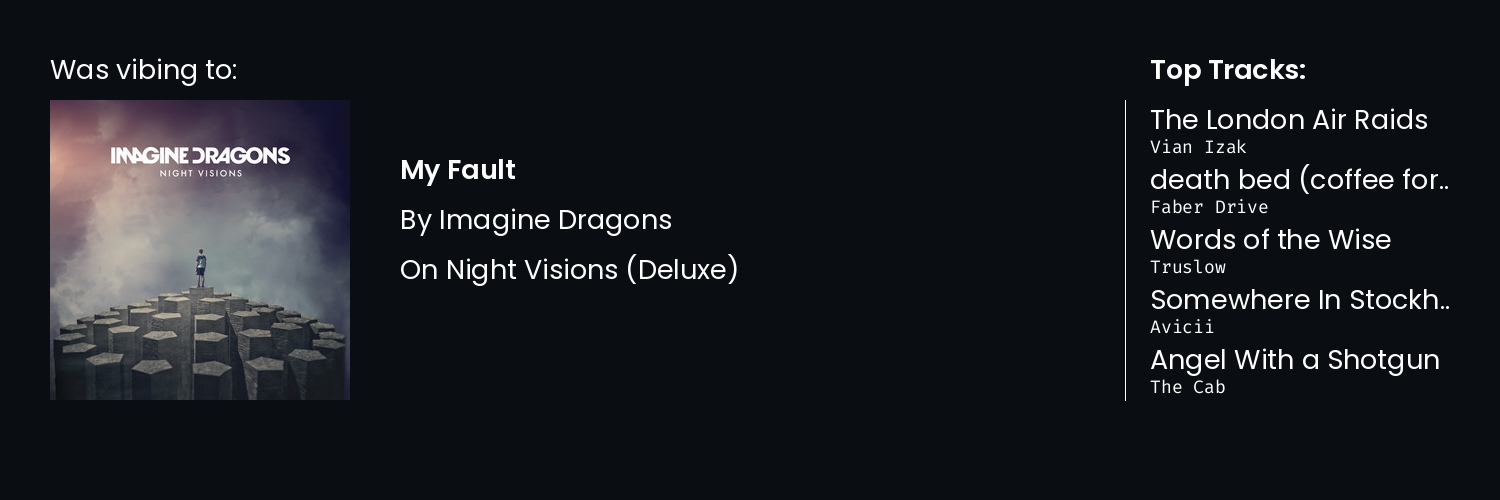 Was vibing to:
IMAGINE DRAGONS
NIGHT VISIONS
My Fault
By Imagine Dragons
On Night Visions (Deluxe)
Top Tracks:
The London Air Raids
Vian Izak
death bed (coffee for..
Faber Drive
Words of the Wise
Truslow
Somewhere In Stockh..
Avicii
Angel With a Shotgun
The Cab